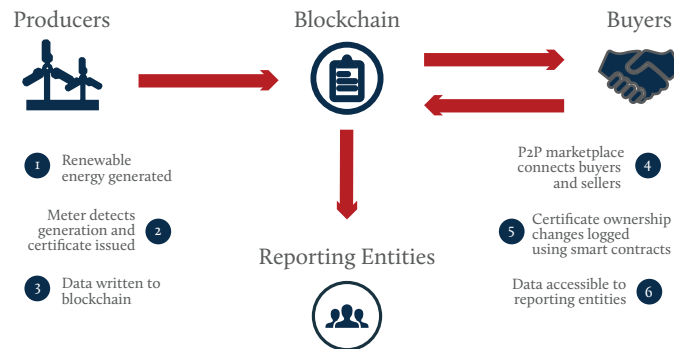 Producers
Blockchain
Buyers
1
Renewable
energy generated
Meter detects
generation and
certificate issued
2
3
Data written to
blockchain
P2P marketplace
connects buyers
and sellers
4
5
Certificate ownership
changes logged
using smart contracts
Data accessible to
reporting entities
6
Reporting Entities